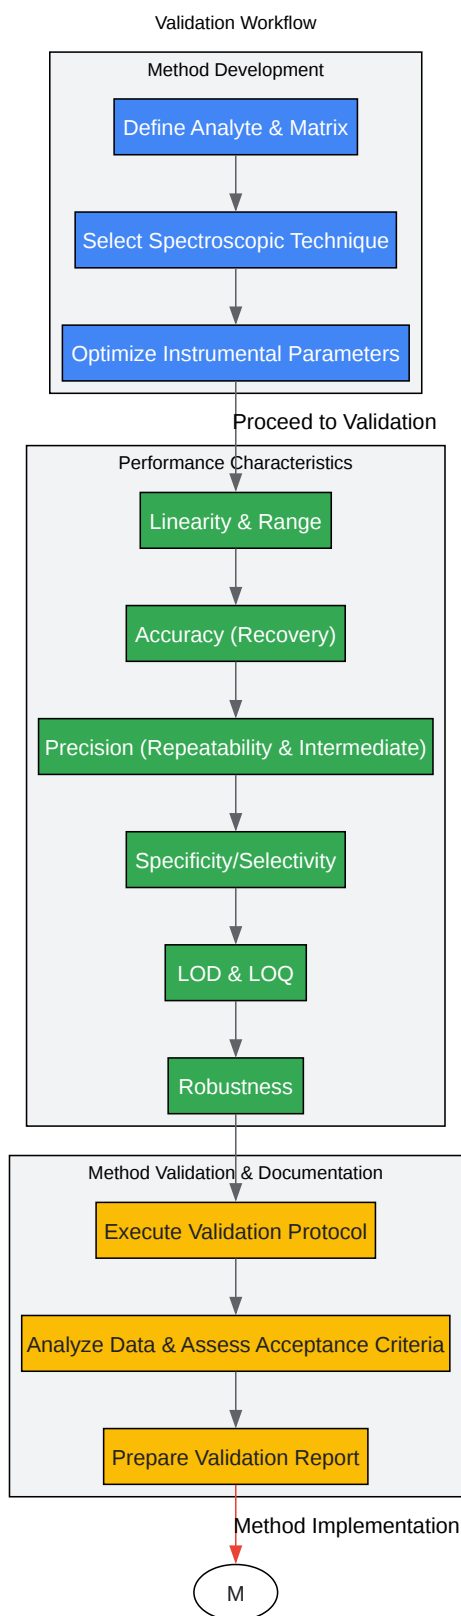 Validation Workflow
Method Development
Define Analyte & Matrix
Select Spectroscopic Technique
Optimize Instrumental Parameters
Proceed to Validation
Performance Characteristics
Linearity & Range
Accuracy (Recovery)
Precision (Repeatability & Intermediate)
Specificity/Selectivity
LOD & LOQ
Robustness
Method Validation & Documentation
Execute Validation Protocol
Analyze Data & Assess Acceptance Criteria
Prepare Validation Report
Method Implementation
M